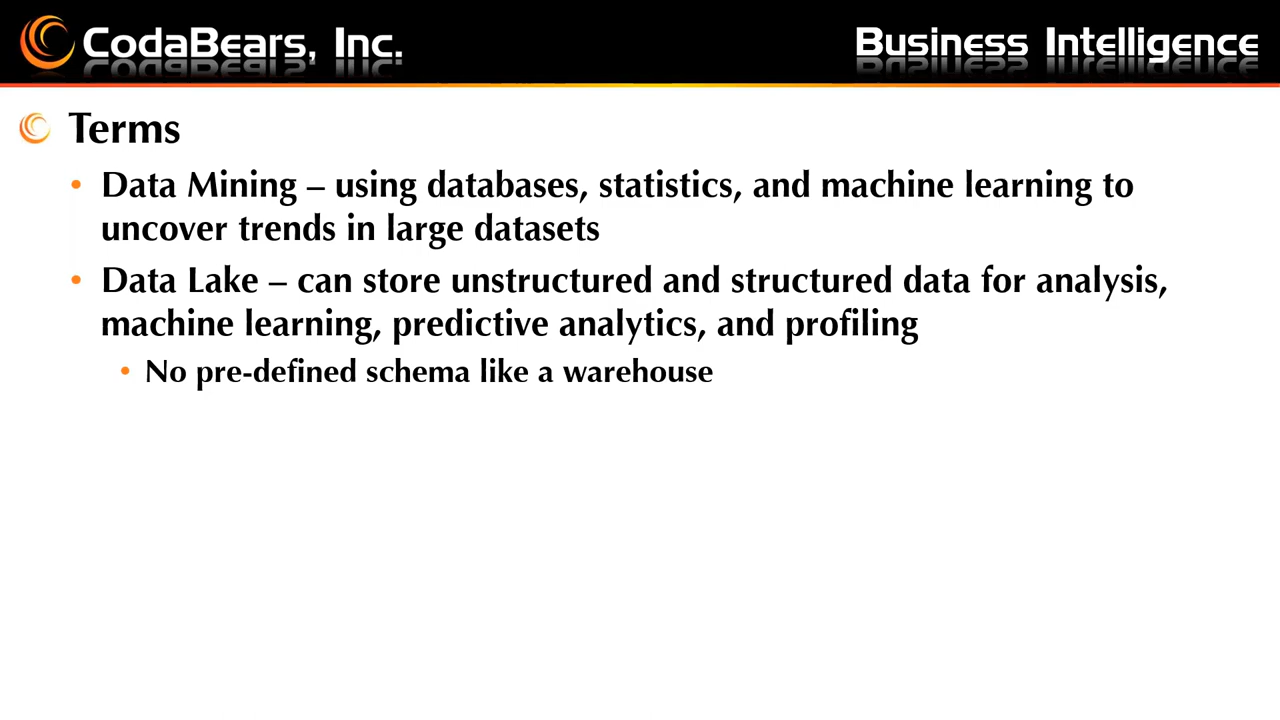 CodaBears, Inc.
Business Intelligence
Terms
• Data Mining – using databases, statistics, and machine learning to
uncover trends in large datasets
• Data Lake – can store unstructured and structured data for analysis,
machine learning, predictive analytics, and profiling
• No pre-defined schema like a warehouse